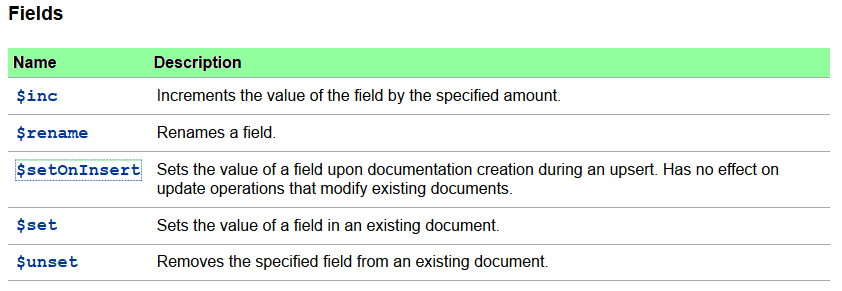 Fields
Name Description
$inc Increments the value of the field by the specified amount.
$rename Renames a field.
$setOnInsert Sets the value of a field upon documentation creation during an upsert. Has no effect on
update operations that modify existing documents.
$set Sets the value of a field in an existing document.
$unset Removes the specified field from an existing document.